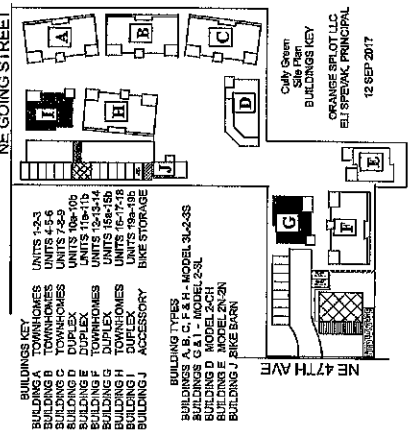 NE GOING STREET
BUILDINGS KEY
BUILDING A TOWNHOMES UNITS 1-2-3
BUILDING B TOWNHOMES UNITS 4-5-6
BUILDING C TOWNHOMES UNITS 7-8-9
BUILDING D DUPLEX UNITS 10a-10b
BUILDING E DUPLEX UNITS 11a-11b
BUILDING F TOWNHOMES UNITS 12-13-14
BUILDING G DUPLEX UNITS 15a-15b
BUILDING H TOWNHOMES UNITS 16-17-18
BUILDING I DUPLEX UNITS 19a-19b
BUILDING J ACCESSORY BIKE STORAGE
BUILDING TYPES
BUILDINGS A, B, C, F & H - MODEL 3L-2-3S
BUILDINGS G & I - MODEL 2-SL
BUILDING D MODEL 2-CH
BUILDING E MODEL 2N-2N
BUILDING J BIKE BARN
A
B
C
I
H
D
J
G
F
E
NE 47TH AVE
Cully Green
Site Plan
BUILDINGS KEY
ORANGE SPLOT LLC
ELI SPEVAK, PRINCIPAL
12 SEP 2017